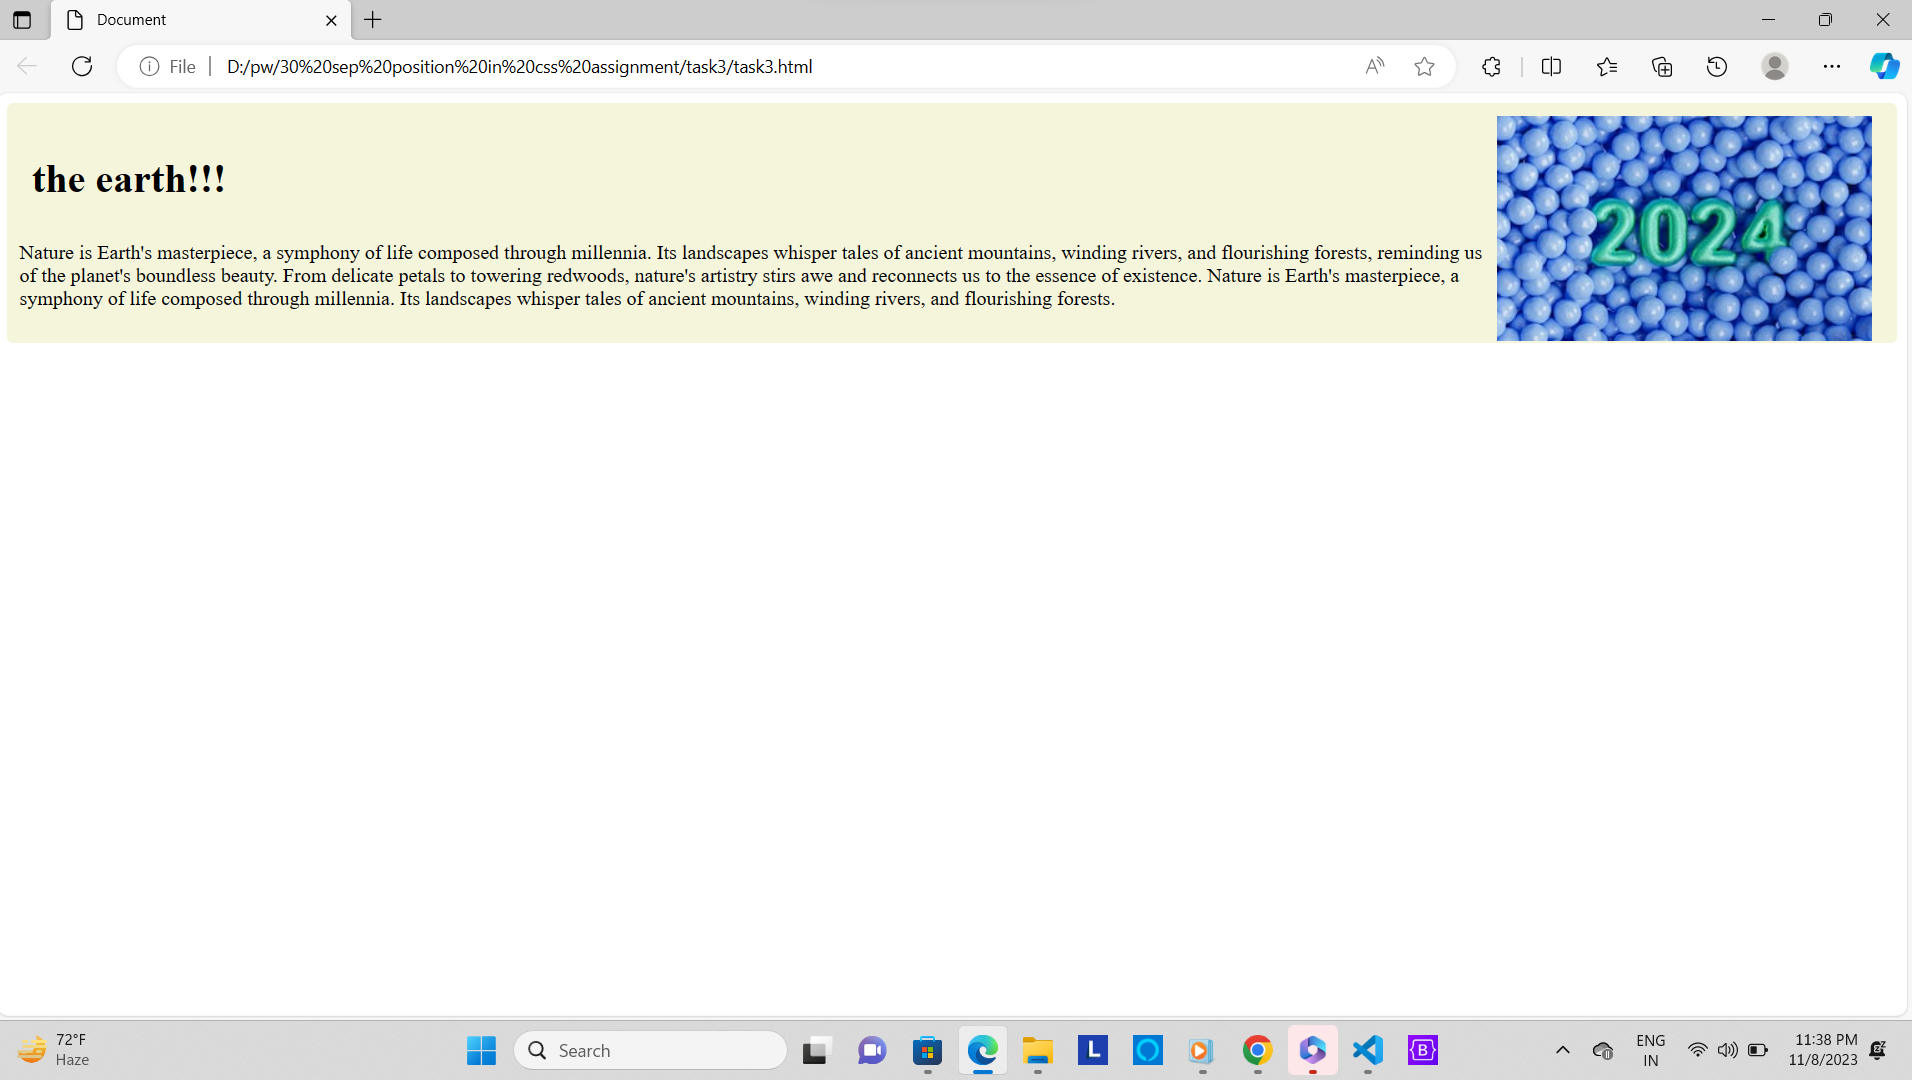 Document
File
D:/pw/30%20sep%20position%20in%20css%20assignment/task3/task3.html
the earth!!!
Nature is Earth's masterpiece, a symphony of life composed through millennia. Its landscapes whisper tales of ancient mountains, winding rivers, and flourishing forests, reminding us
of the planet's boundless beauty. From delicate petals to towering redwoods, nature's artistry stirs awe and reconnects us to the essence of existence. Nature is Earth's masterpiece, a
symphony of life composed through millennia. Its landscapes whisper tales of ancient mountains, winding rivers, and flourishing forests.
2024
72°F
Haze
Search
L
{B}
ENG
IN
11:38 PM
11/8/2023